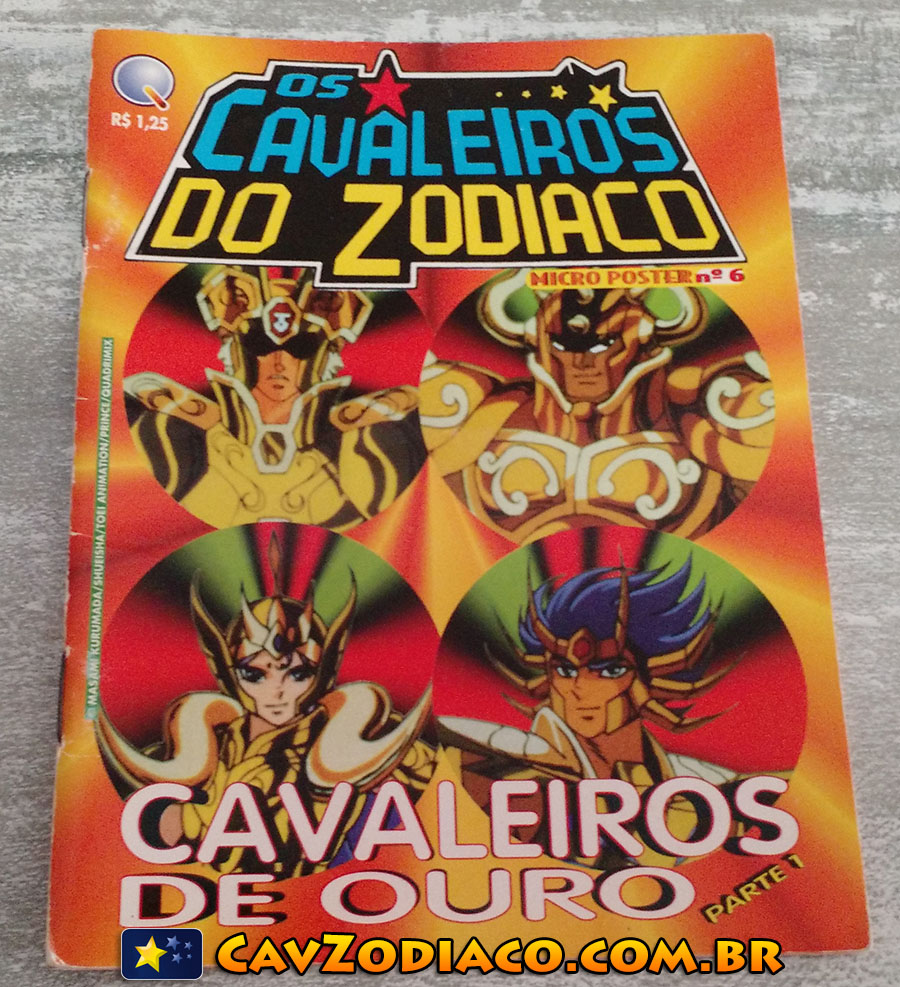 R$ 1,25
OS
CAVALEIROS
DO ZODIACO
MICRO POSTER nº 6
© MASAMI KURUMADA/SHUEISHA/TOEI ANIMATION/PRINCE/QUADRIMIX
CAVALEIROS
DE OURO
PARTE 1
CAVZODIACO.COM.BR